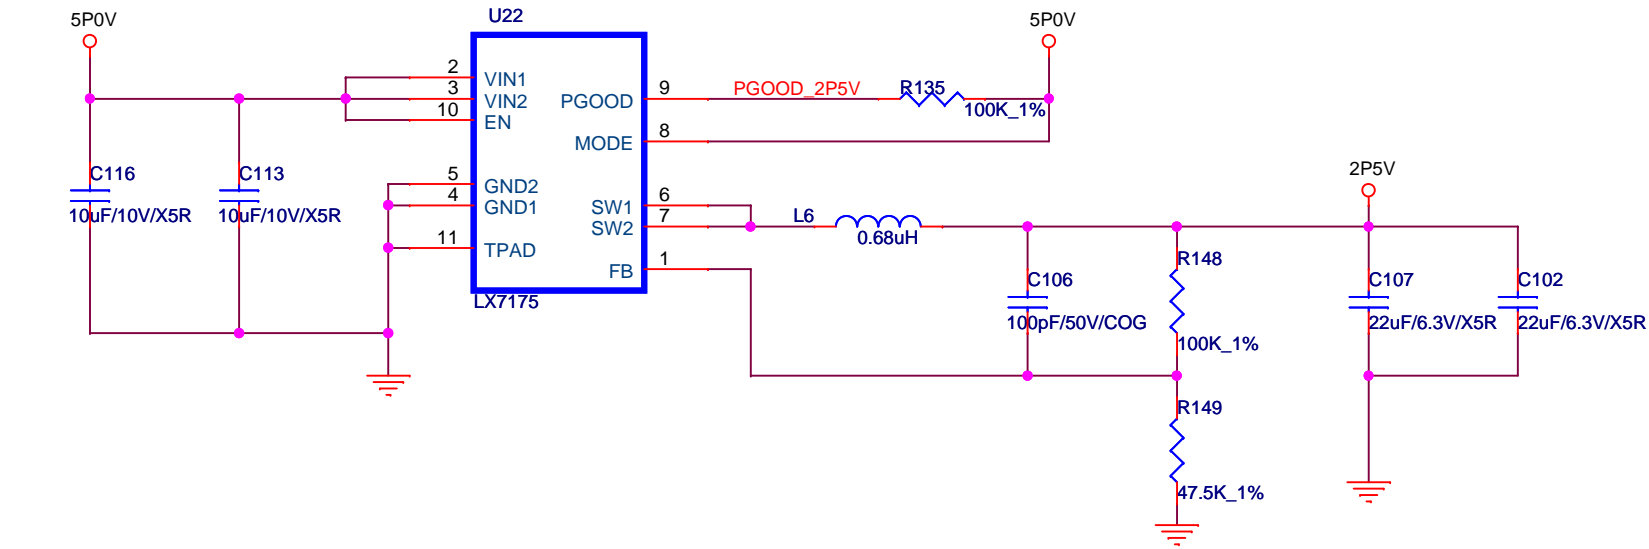 5P0V
U22
5P0V
2
VIN1
3
VIN2
10
EN
9
PGOOD
PGOOD_2P5V
R135
100K_1%
8
MODE
2P5V
C116
10uF/10V/X5R
C113
10uF/10V/X5R
5
GND2
4
GND1
11
TPAD
6
SW1
7
SW2
1
FB
LX7175
L6
0.68uH
C106
100pF/50V/COG
R148
100K_1%
C107
22uF/6.3V/X5R
C102
22uF/6.3V/X5R
R149
47.5K_1%